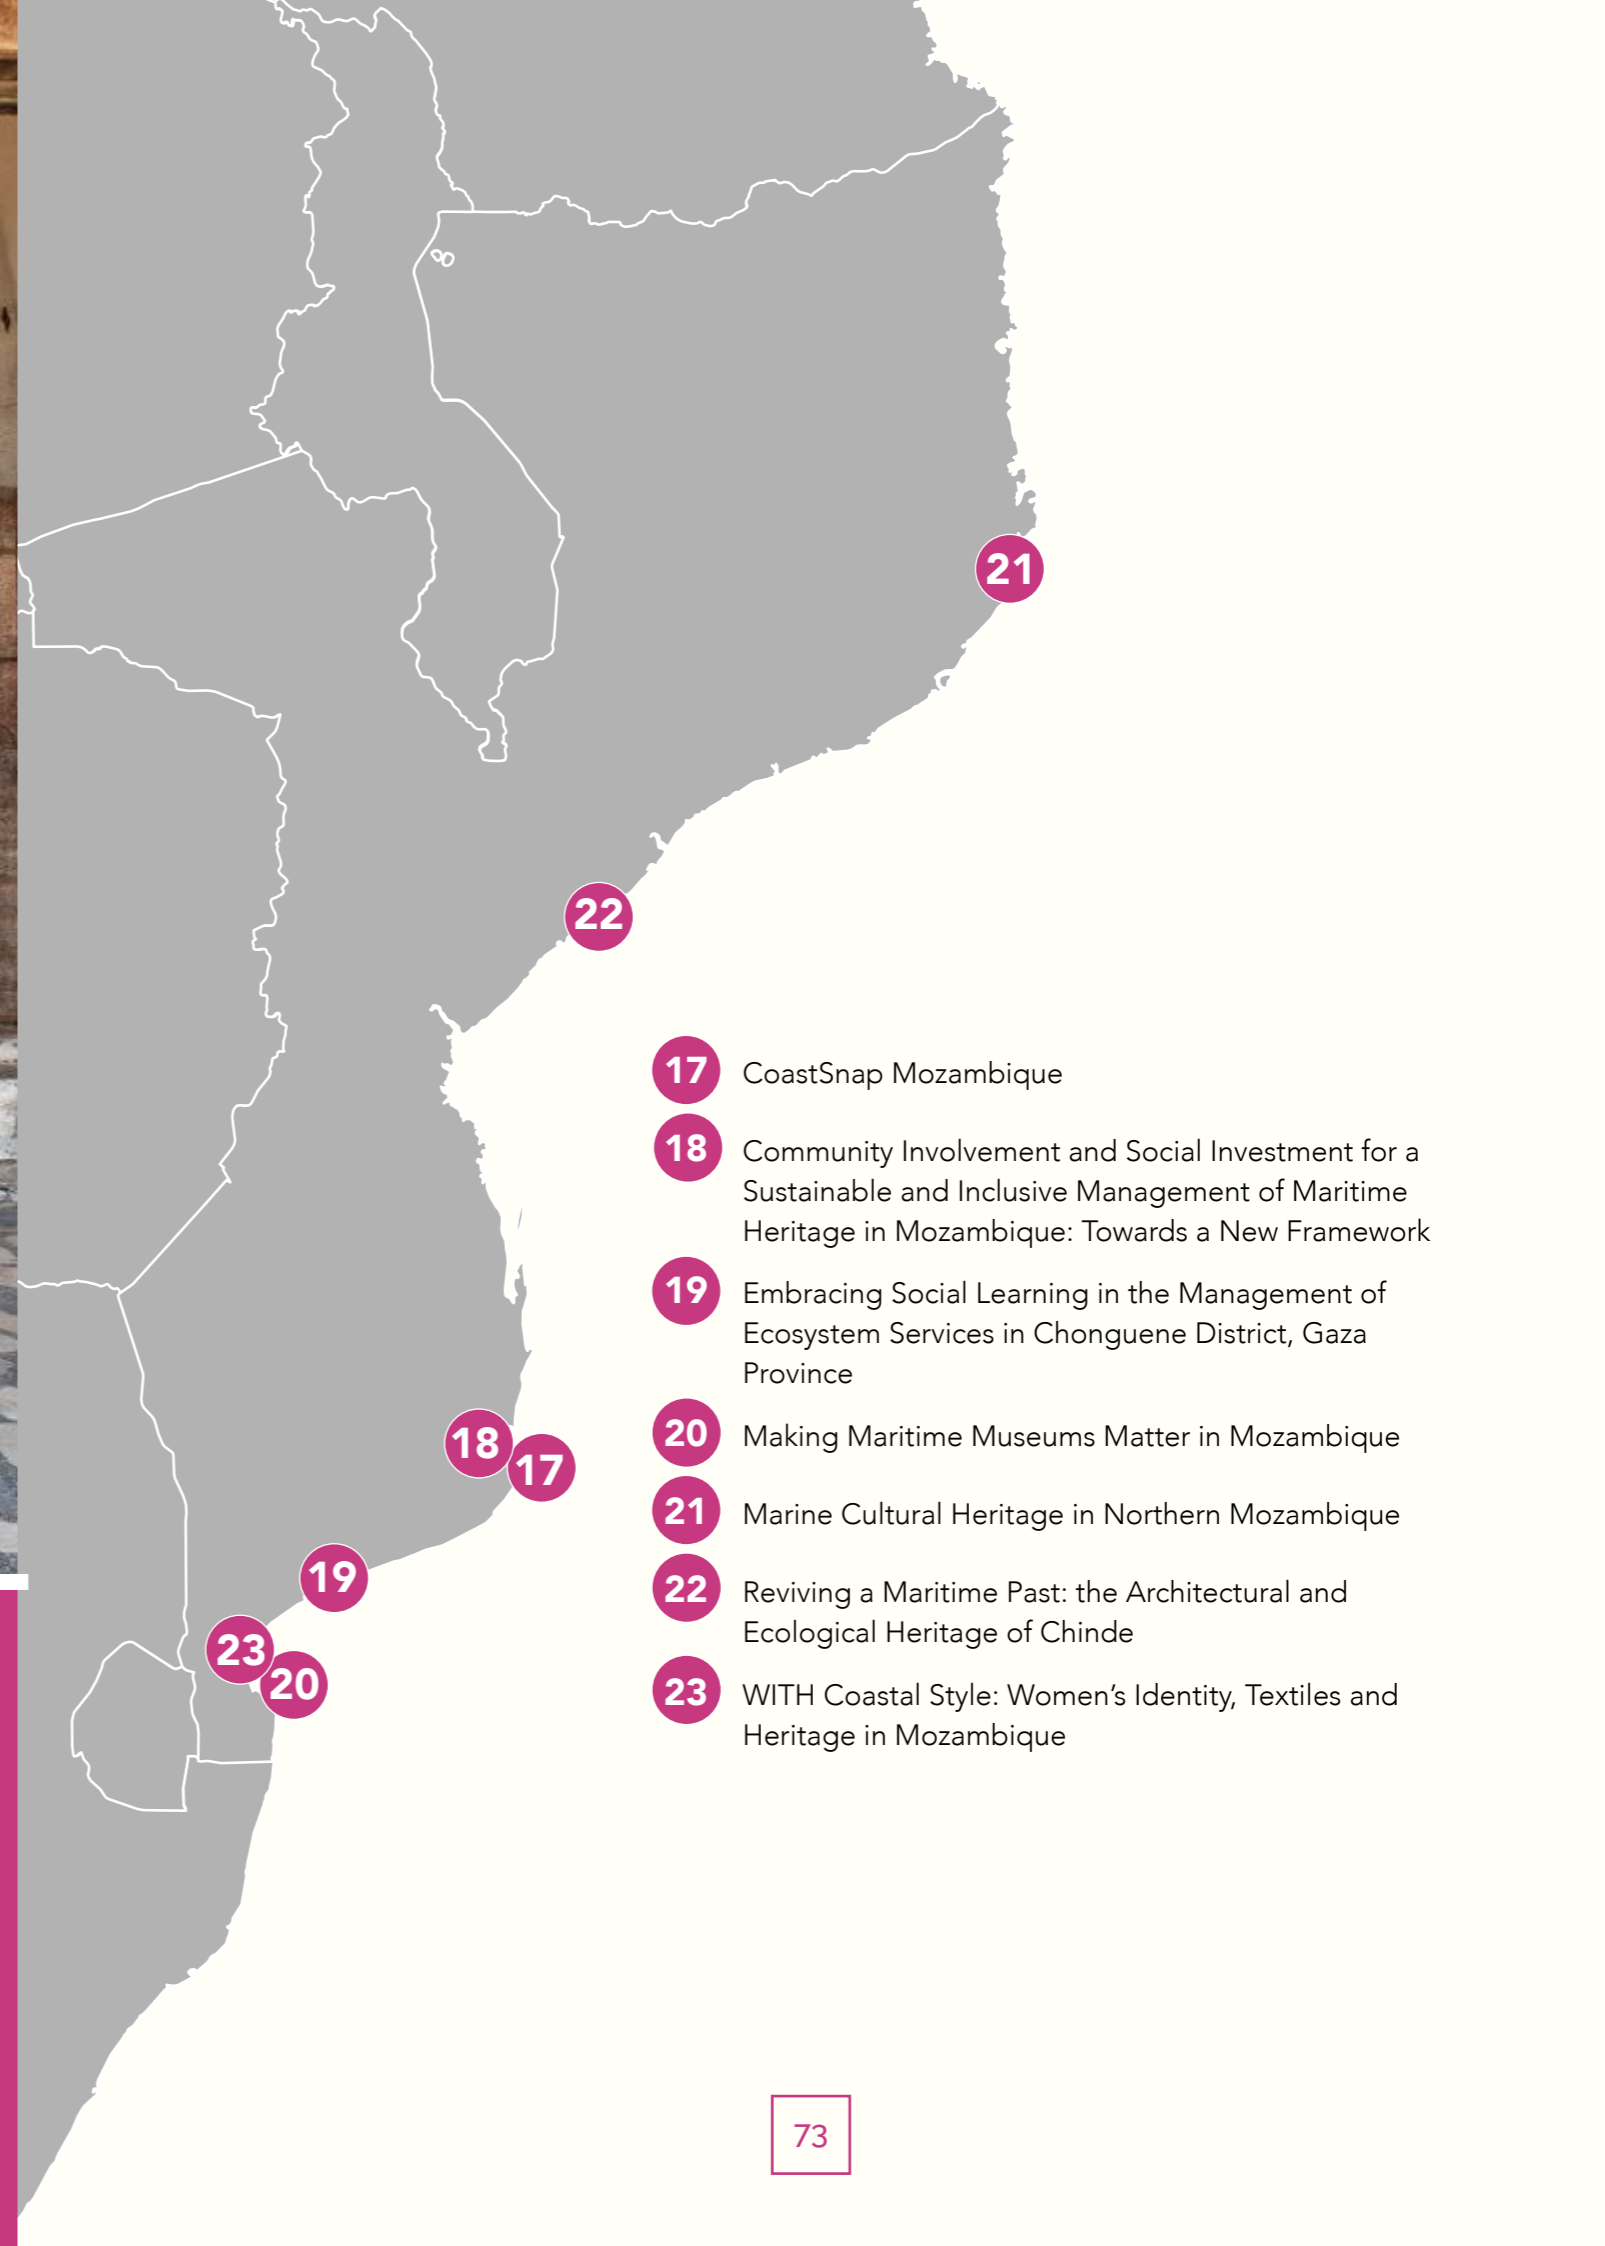 21
22
17 CoastSnap Mozambique
18 Community Involvement and Social Investment for a
Sustainable and Inclusive Management of Maritime
Heritage in Mozambique: Towards a New Framework
19 Embracing Social Learning in the Management of
Ecosystem Services in Chonguene District, Gaza
Province
18
17
20 Making Maritime Museums Matter in Mozambique
21 Marine Cultural Heritage in Northern Mozambique
19
22 Reviving a Maritime Past: the Architectural and
Ecological Heritage of Chinde
23
20
23 WITH Coastal Style: Women’s Identity, Textiles and
Heritage in Mozambique
73